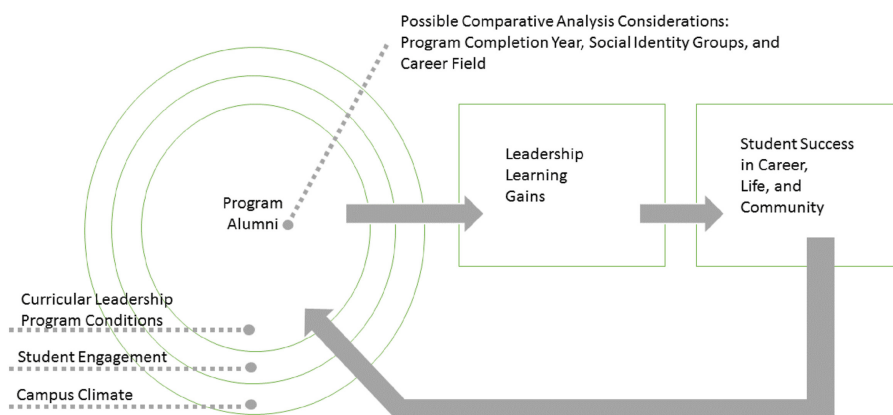 Possible Comparative Analysis Considerations:
Program Completion Year, Social Identity Groups, and
Career Field
Program
Alumni
Leadership
Learning
Gains
Student Success
in Career,
Life, and
Community
Curricular Leadership
Program Conditions
Student Engagement
Campus Climate